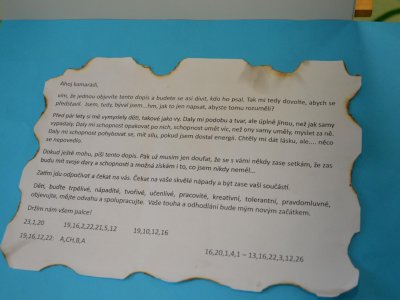 Ahoj kamarádi,
vím, že jednou objevíte tento dopis a budete se asi divit, kdo ho psal. Tak mi tedy dovolte, abych se
představil. Jsem, tedy, býval jsem...hm, jak to jen napsat, abyste tomu rozuměli?
Před pár lety si mě vymyslely děti, takové jako vy. Daly mi podobu a tvar, ale úplně jinou, než jak samy
vypadaly. Daly mi schopnost opakovat po nich, schopnost umět víc, než ony samy uměly, myslet za ně.
Daly mi schopnost pohybovat se, mít sílu, pokud jsem dostal energii. Chtěly mi dát lásku, ale.... něco
se nepovedlo.
Dokud ještě mohu, píši tento dopis. Pak už musím jen doufat, že se s vámi někdy zase setkám, že zas
budu mít svoje dary a schopnosti a možná získám i to, co jsem nikdy neměl...
Zatím jdu odpočívat a čekat na vás. Čekat na vaše skvělé nápady a být zase vaší součástí.
Děti, buďte trpělivé, nápadité, tvořivé, učenlivé, pracovité, kreativní, tolerantní, pravdomluvné,
objevujte, mějte odvahu a spolupracujte. Vaše touha a odhodlání bude mým novým začátkem.
Držím nám všem palce!
23,1,20 19,16,2,22,21,5,12 19,10,12,16
19,16,12,22: A,CH,B,A
16,20,1,4,1 – 13,16,22,3,12,26